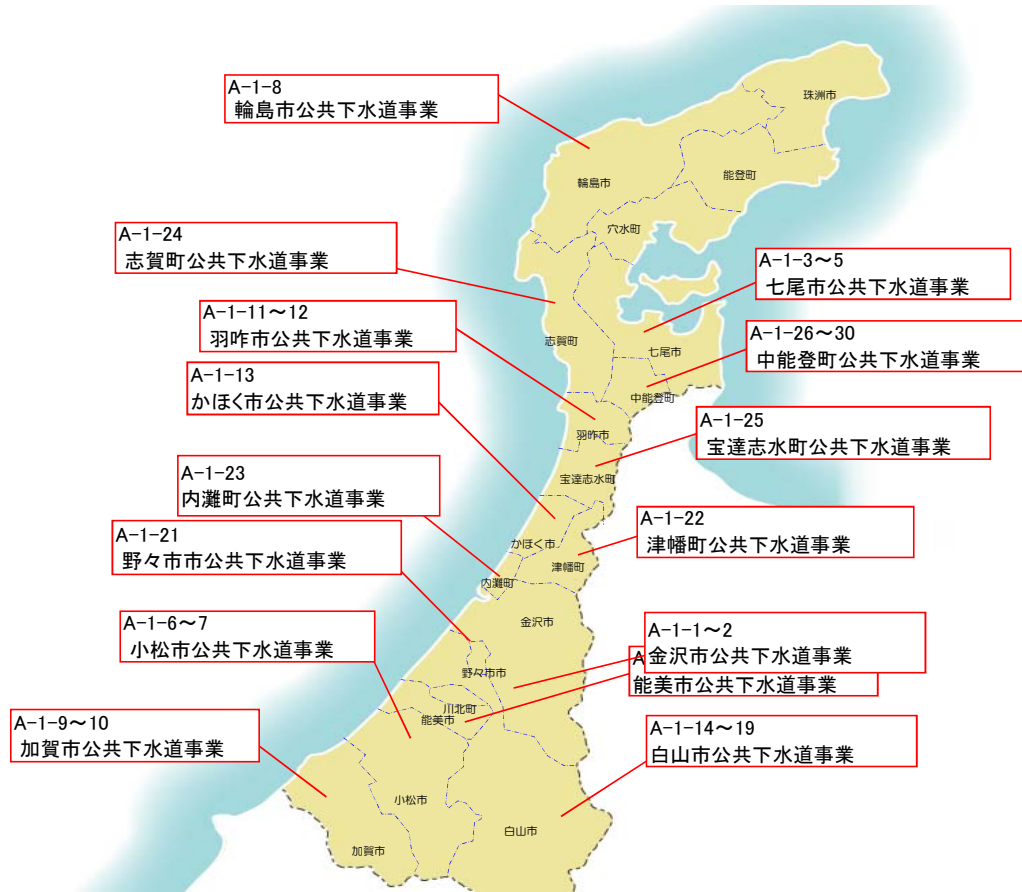 A-1-8
輪島市公共下水道事業
珠洲市
能登町
輪島市
穴水町
A-1-24
志賀町公共下水道事業
A-1-3～5
七尾市公共下水道事業
A-1-11～12
羽咋市公共下水道事業
志賀町
七尾市
A-1-26～30
中能登町公共下水道事業
A-1-13
かほく市公共下水道事業
中能登町
A-1-25
宝達志水町公共下水道事業
羽咋市
宝達志水町
A-1-23
内灘町公共下水道事業
A-1-22
津幡町公共下水道事業
A-1-21
野々市市公共下水道事業
かほく市
津幡町
内灘町
金沢市
A-1-6～7
小松市公共下水道事業
A-1-1～2
金沢市公共下水道事業
A
能美市公共下水道事業
野々市市
川北町
能美市
A-1-9～10
加賀市公共下水道事業
A-1-14～19
白山市公共下水道事業
小松市
白山市
加賀市